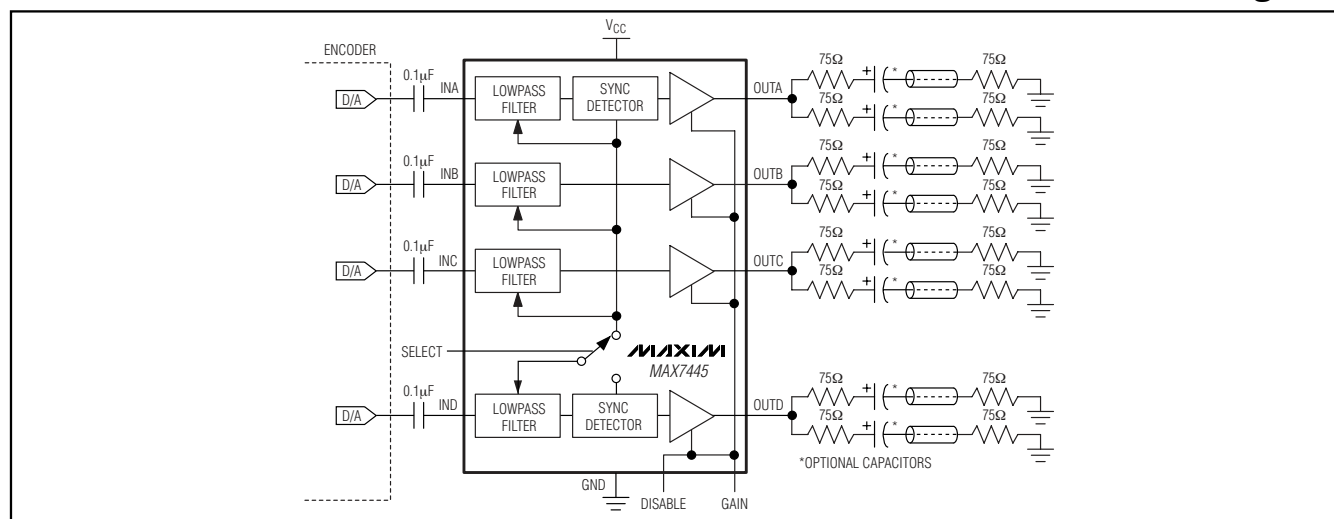 g
VCC
ENCODER
D/A
0.1μF
INA
LOWPASS
FILTER
SYNC
DETECTOR
OUTA
75Ω
+
*
75Ω
75Ω
+
*
75Ω
D/A
0.1μF
INB
LOWPASS
FILTER
OUTB
75Ω
+
*
75Ω
75Ω
+
*
75Ω
D/A
0.1μF
INC
LOWPASS
FILTER
OUTC
75Ω
+
*
75Ω
75Ω
+
*
75Ω
SELECT
MAXIM
MAX7445
D/A
0.1μF
IND
LOWPASS
FILTER
SYNC
DETECTOR
OUTD
75Ω
+
*
75Ω
75Ω
+
*
75Ω
*OPTIONAL CAPACITORS
GND
DISABLE
GAIN